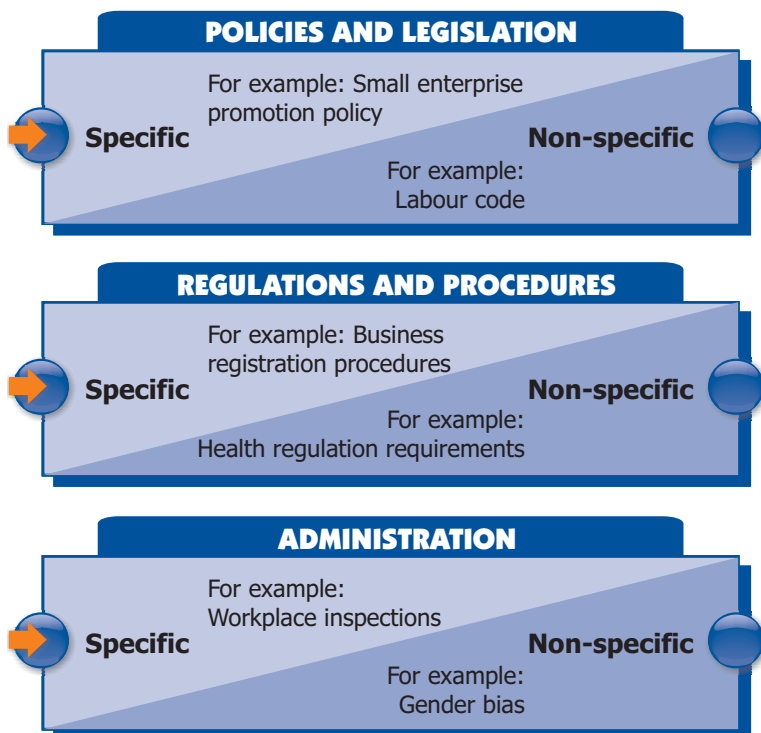 POLICIES AND LEGISLATION
For example: Small enterprise
promotion policy
Specific
Non-specific
For example:
Labour code
REGULATIONS AND PROCEDURES
For example: Business
registration procedures
Specific
Non-specific
For example:
Health regulation requirements
ADMINISTRATION
For example:
Workplace inspections
Specific
Non-specific
For example:
Gender bias